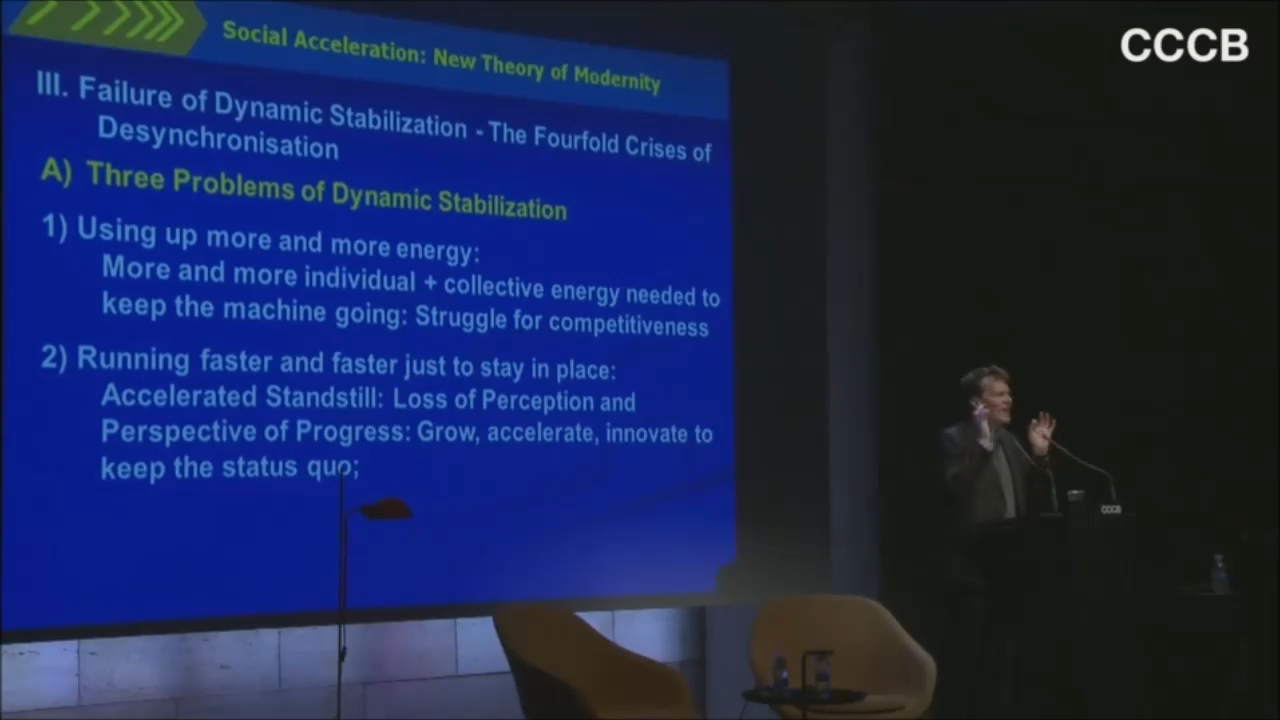 Social Acceleration: New Theory of Modernity
CCCB
III. Failure of Dynamic Stabilization - The Fourfold Crises of
Desynchronisation
A) Three Problems of Dynamic Stabilization
1) Using up more and more energy:
More and more individual + collective energy needed to
keep the machine going: Struggle for competitiveness
2) Running faster and faster just to stay in place:
Accelerated Standstill: Loss of Perception and
Perspective of Progress: Grow, accelerate, innovate to
keep the status quo;
CCCB